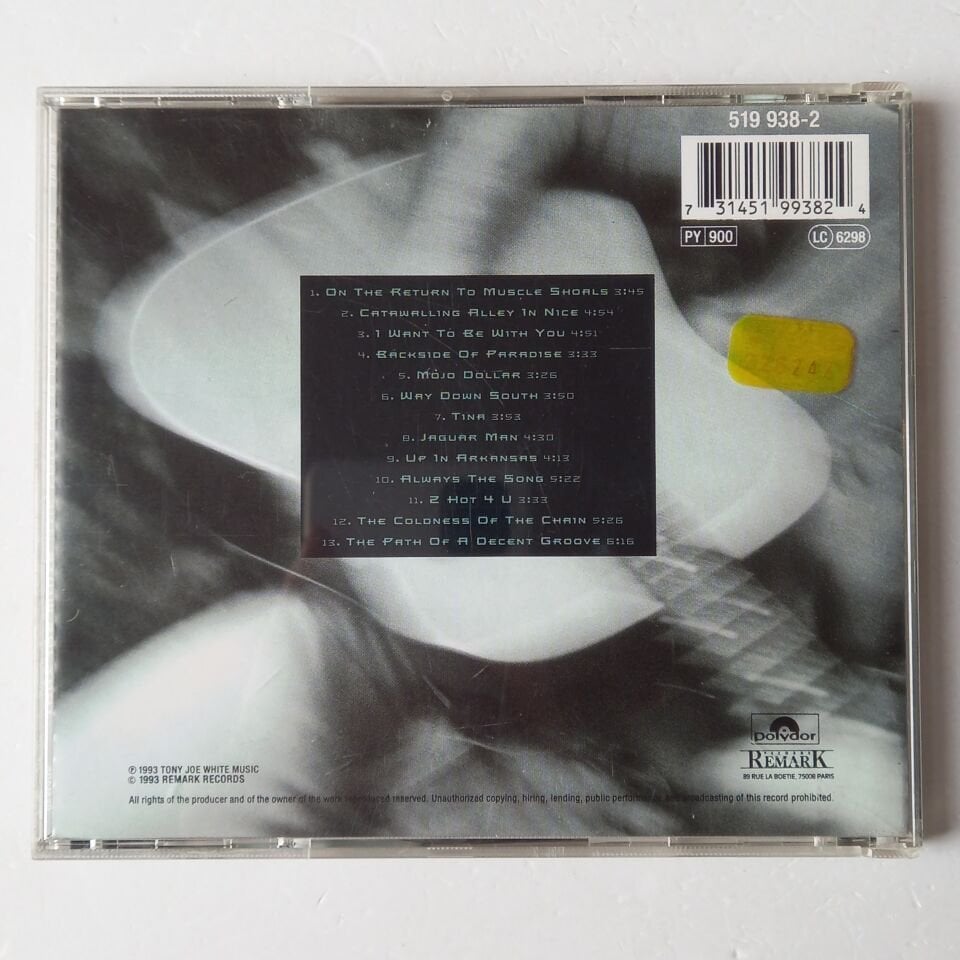 519 938-2
7 31451 99382 4
PY 900
LC 6298
1. On The Return To Muscle Shoals 3:45
2. Catawalling Alley In Nice 4:54
3. I Want To Be With You 4:51
4. Backside Of Paradise 3:33
5. Mojo Dollar 3:26
6. Way Down South 3:50
7. Tina 3:53
8. Jaguar Man 4:30
9. Up In Arkansas 4:13
10. Always The Song 5:22
11. 2 Hot 4 U 3:33
12. The Coldness Of The Chain 5:26
13. The Path Of A Decent Groove 6:16
polydor
REMARK
89 RUE LA BOETIE, 75008 PARIS
℗ 1993 TONY JOE WHITE MUSIC
© 1993 REMARK RECORDS
All rights of the producer and of the owner of the work reproduced reserved. Unauthorized copying, hiring, lending, public performance and broadcasting of this record prohibited.